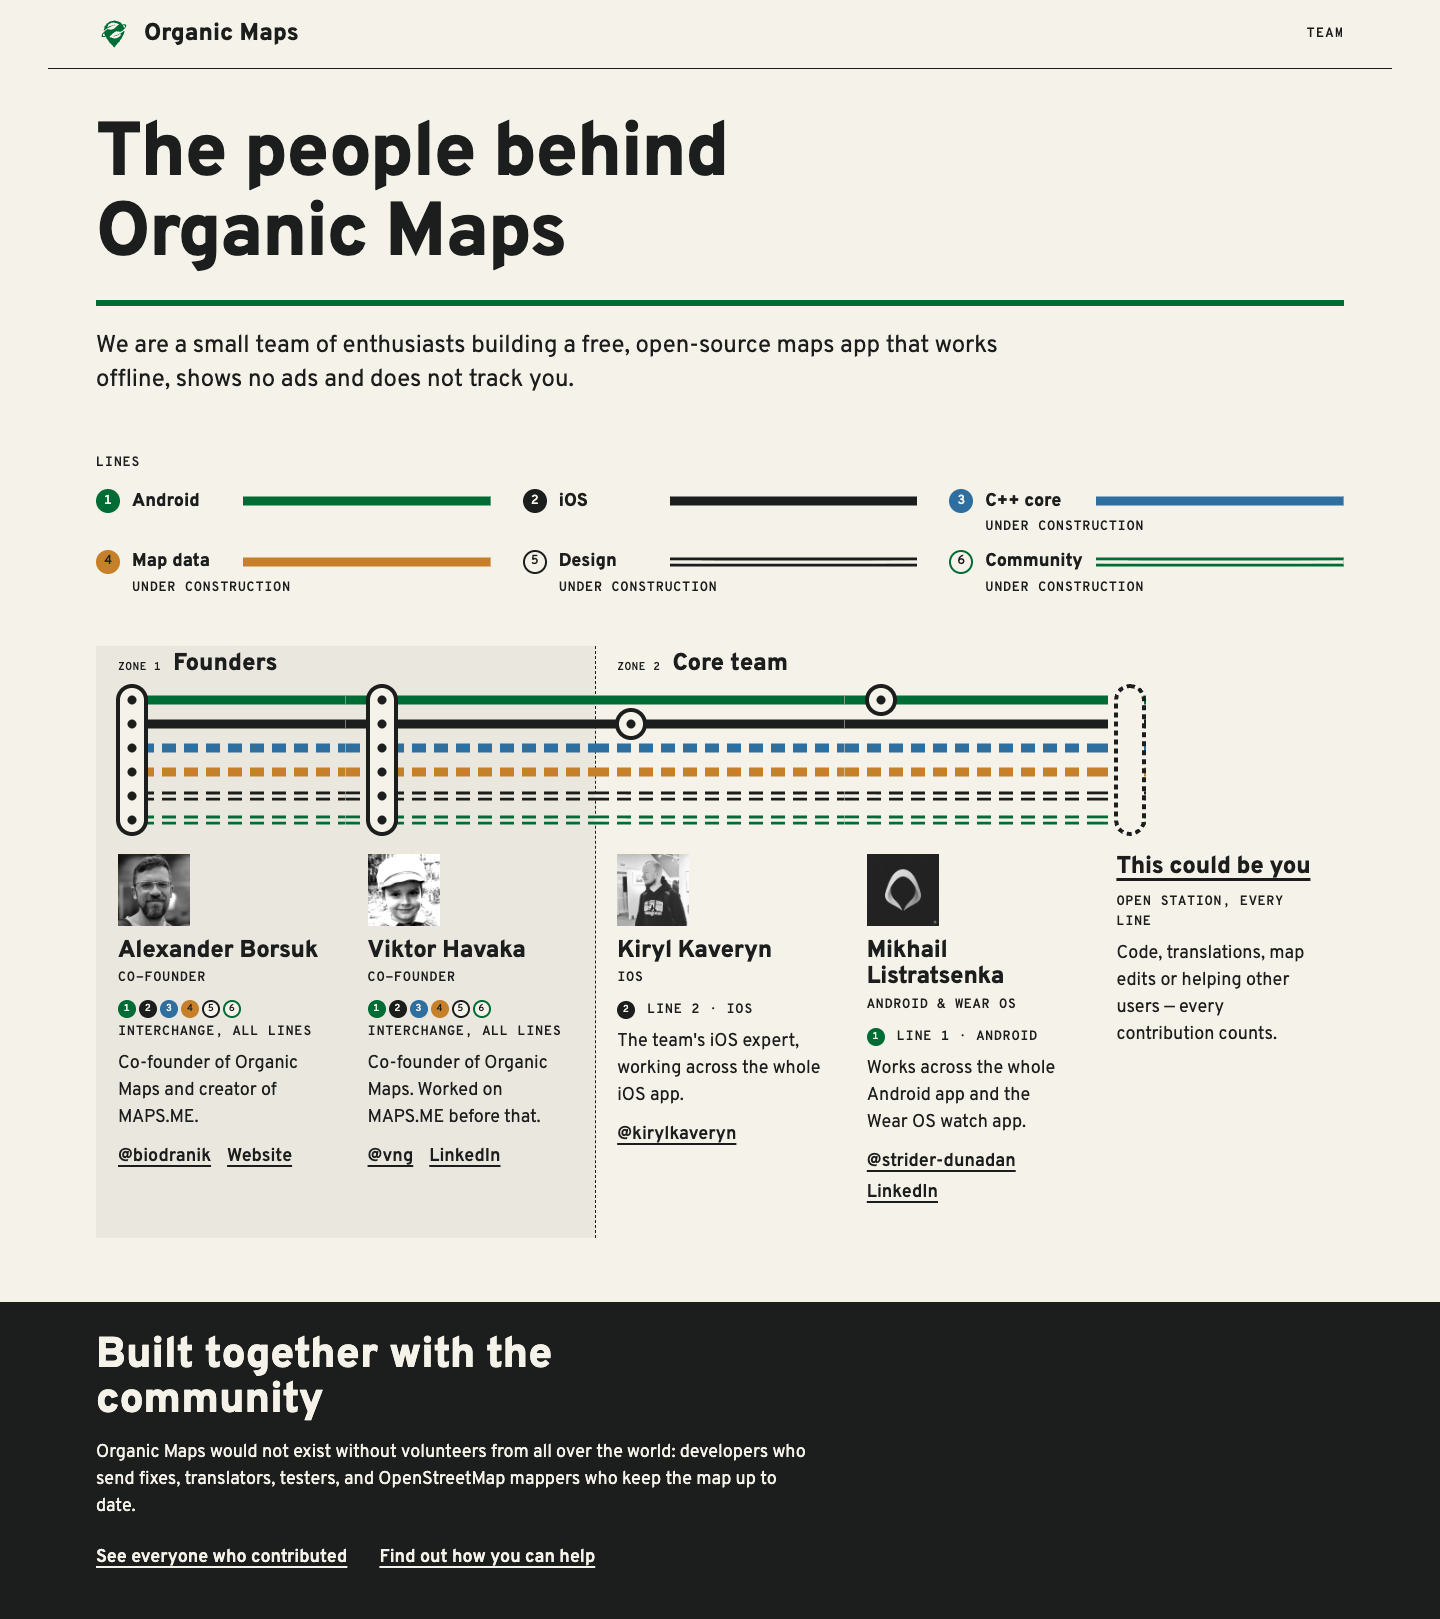 Organic Maps
TEAM
The people behind
Organic Maps
We are a small team of enthusiasts building a free, open-source maps app that works
offline, shows no ads and does not track you.
LINES
1 Android
2 iOS
3 C++ core
UNDER CONSTRUCTION
4 Map data
UNDER CONSTRUCTION
5 Design
UNDER CONSTRUCTION
6 Community
UNDER CONSTRUCTION
ZONE 1 Founders
ZONE 2 Core team
Alexander Borsuk
CO-FOUNDER
1 2 3 4 5 6
INTERCHANGE, ALL LINES
Co-founder of Organic
Maps and creator of
MAPS.ME.
@biodranik Website
Viktor Havaka
CO-FOUNDER
1 2 3 4 5 6
INTERCHANGE, ALL LINES
Co-founder of Organic
Maps. Worked on
MAPS.ME before that.
@vng LinkedIn
Kiryl Kaveryn
IOS
2 LINE 2 · IOS
The team's iOS expert,
working across the whole
iOS app.
@kirylkaveryn
Mikhail
Listratsenka
ANDROID & WEAR OS
1 LINE 1 · ANDROID
Works across the whole
Android app and the
Wear OS watch app.
@strider-dunadan
LinkedIn
This could be you
OPEN STATION, EVERY
LINE
Code, translations, map
edits or helping other
users — every
contribution counts.
Built together with the
community
Organic Maps would not exist without volunteers from all over the world: developers who
send fixes, translators, testers, and OpenStreetMap mappers who keep the map up to
date.
See everyone who contributed Find out how you can help